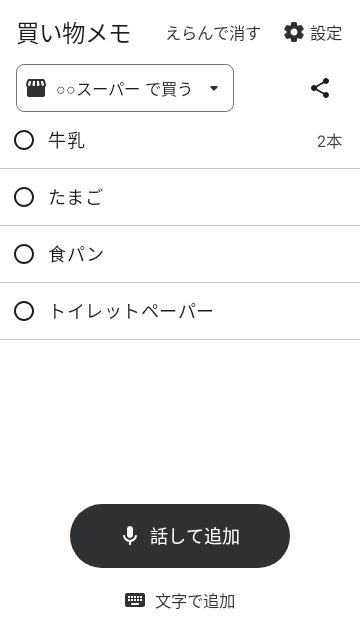 買い物メモ えらんで消す 設定
○○スーパー で買う
牛乳 2本
たまご
食パン
トイレットペーパー
話して追加
文字で追加